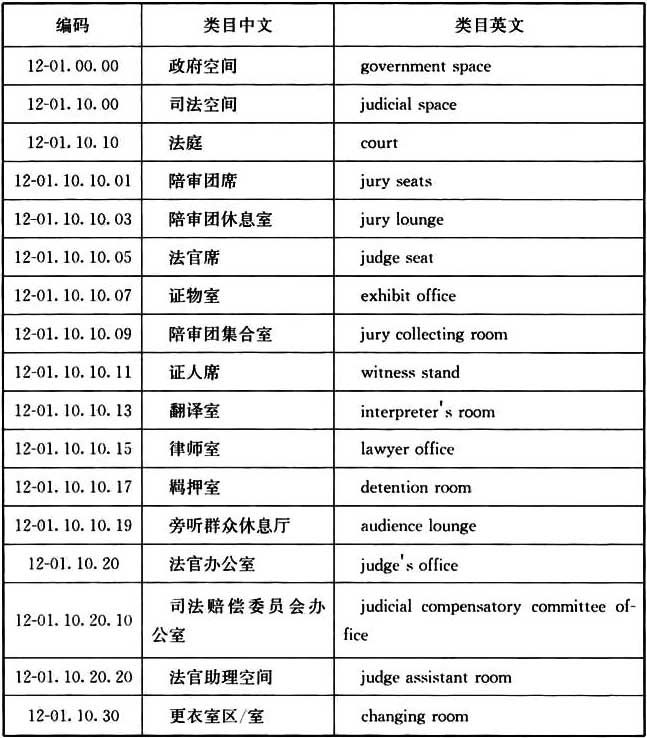 编码 类目中文 类目英文
12-01.00.00 政府空间 government space
12-01.10.00 司法空间 judicial space
12-01.10.10 法庭 court
12-01.10.10.01 陪审团席 jury seats
12-01.10.10.03 陪审团休息室 jury lounge
12-01.10.10.05 法官席 judge seat
12-01.10.10.07 证物室 exhibit office
12-01.10.10.09 陪审团集合室 jury collecting room
12-01.10.10.11 证人席 witness stand
12-01.10.10.13 翻译室 interpreter's room
12-01.10.10.15 律师室 lawyer office
12-01.10.10.17 羁押室 detention room
12-01.10.10.19 旁听群众休息厅 audience lounge
12-01.10.20 法官办公室 judge's office
12-01.10.20.10 司法赔偿委员会办 judicial compensatory committee of-
公室 fice
12-01.10.20.20 法官助理空间 judge assistant room
12-01.10.30 更衣室区/室 changing room